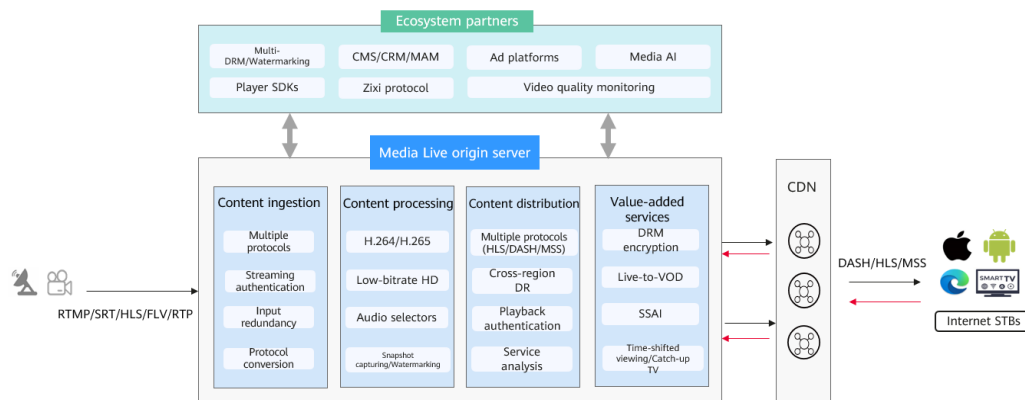 Ecosystem partners
Multi-
DRM/Watermarking
CMS/CRM/MAM
Ad platforms
Media AI
Player SDKs
Zixi protocol
Video quality monitoring
Media Live origin server
Content ingestion
Multiple
protocols
Streaming
authentication
Input
redundancy
Protocol
conversion
Content processing
H.264/H.265
Low-bitrate HD
Audio selectors
Snapshot
capturing/Watermarking
Content distribution
Multiple protocols
(HLS/DASH/MSS)
Cross-region
DR
Playback
authentication
Service
analysis
Value-added
services
DRM
encryption
Live-to-VOD
SSAI
Time-shifted
viewing/Catch-up
TV
RTMP/SRT/HLS/FLV/RTP
CDN
DASH/HLS/MSS
SMART TV
Internet STBs